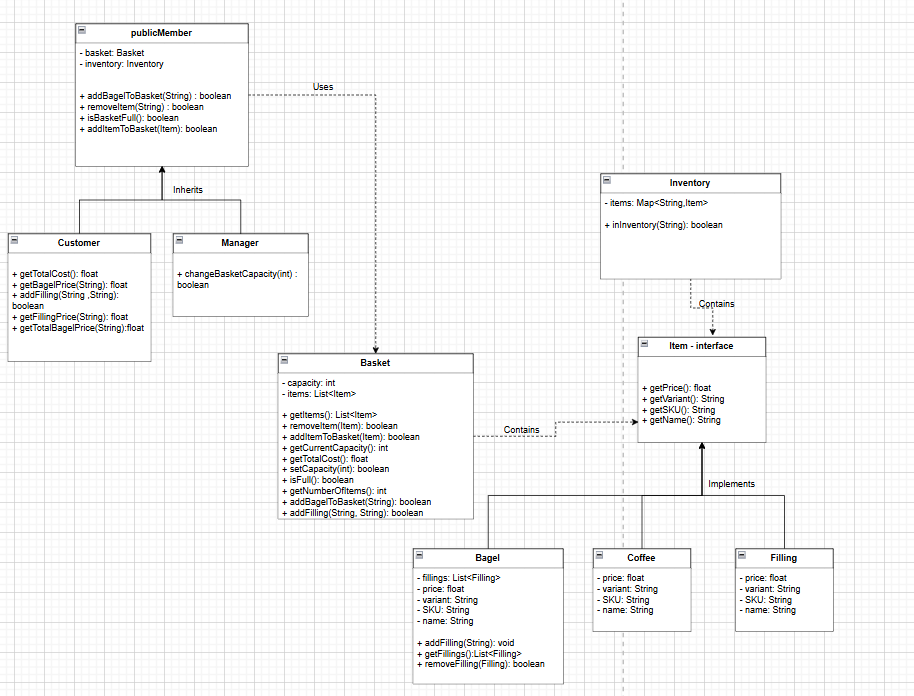 publicMember
- basket: Basket
- inventory: Inventory
+ addBagelToBasket(String) : boolean
+ removeItem(String) : boolean
+ isBasketFull(): boolean
+ addItemToBasket(Item): boolean
Uses
Inherits
Customer
+ getTotalCost(): float
+ getBagelPrice(String): float
+ addFilling(String ,String):
boolean
+ getFillingPrice(String): float
+ getTotalBagelPrice(String):float
Manager
+ changeBasketCapacity(int) :
boolean
Inventory
- items: Map<String,Item>
+ inInventory(String): boolean
Contains
Item - interface
+ getPrice(): float
+ getVariant(): String
+ getSKU(): String
+ getName(): String
Basket
- capacity: int
- items: List<Item>
+ getItems(): List<Item>
+ removeItem(Item): boolean
+ addItemToBasket(Item): boolean
+ getCurrentCapacity(): int
+ getTotalCost(): float
+ setCapacity(int): boolean
+ isFull(): boolean
+ getNumberOfItems(): int
+ addBagelToBasket(String): boolean
+ addFilling(String, String): boolean
Contains
Implements
Bagel
- fillings: List<Filling>
- price: float
- variant: String
- SKU: String
- name: String
+ addFilling(String): void
+ getFillings():List<Filling>
+ removeFilling(Filling): boolean
Coffee
- price: float
- variant: String
- SKU: String
- name: String
Filling
- price: float
- variant: String
- SKU: String
- name: String